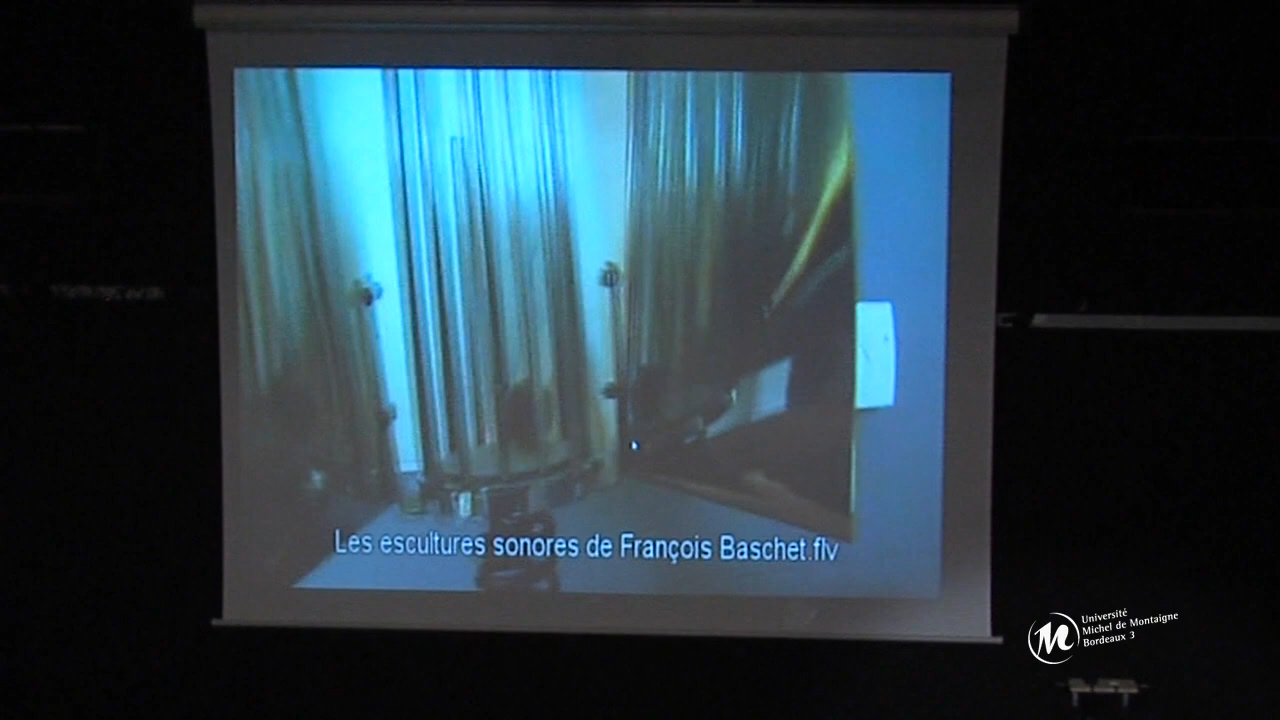 Les escultures sonores de François Baschet.flv
Université
Michel de Montaigne
Bordeaux 3